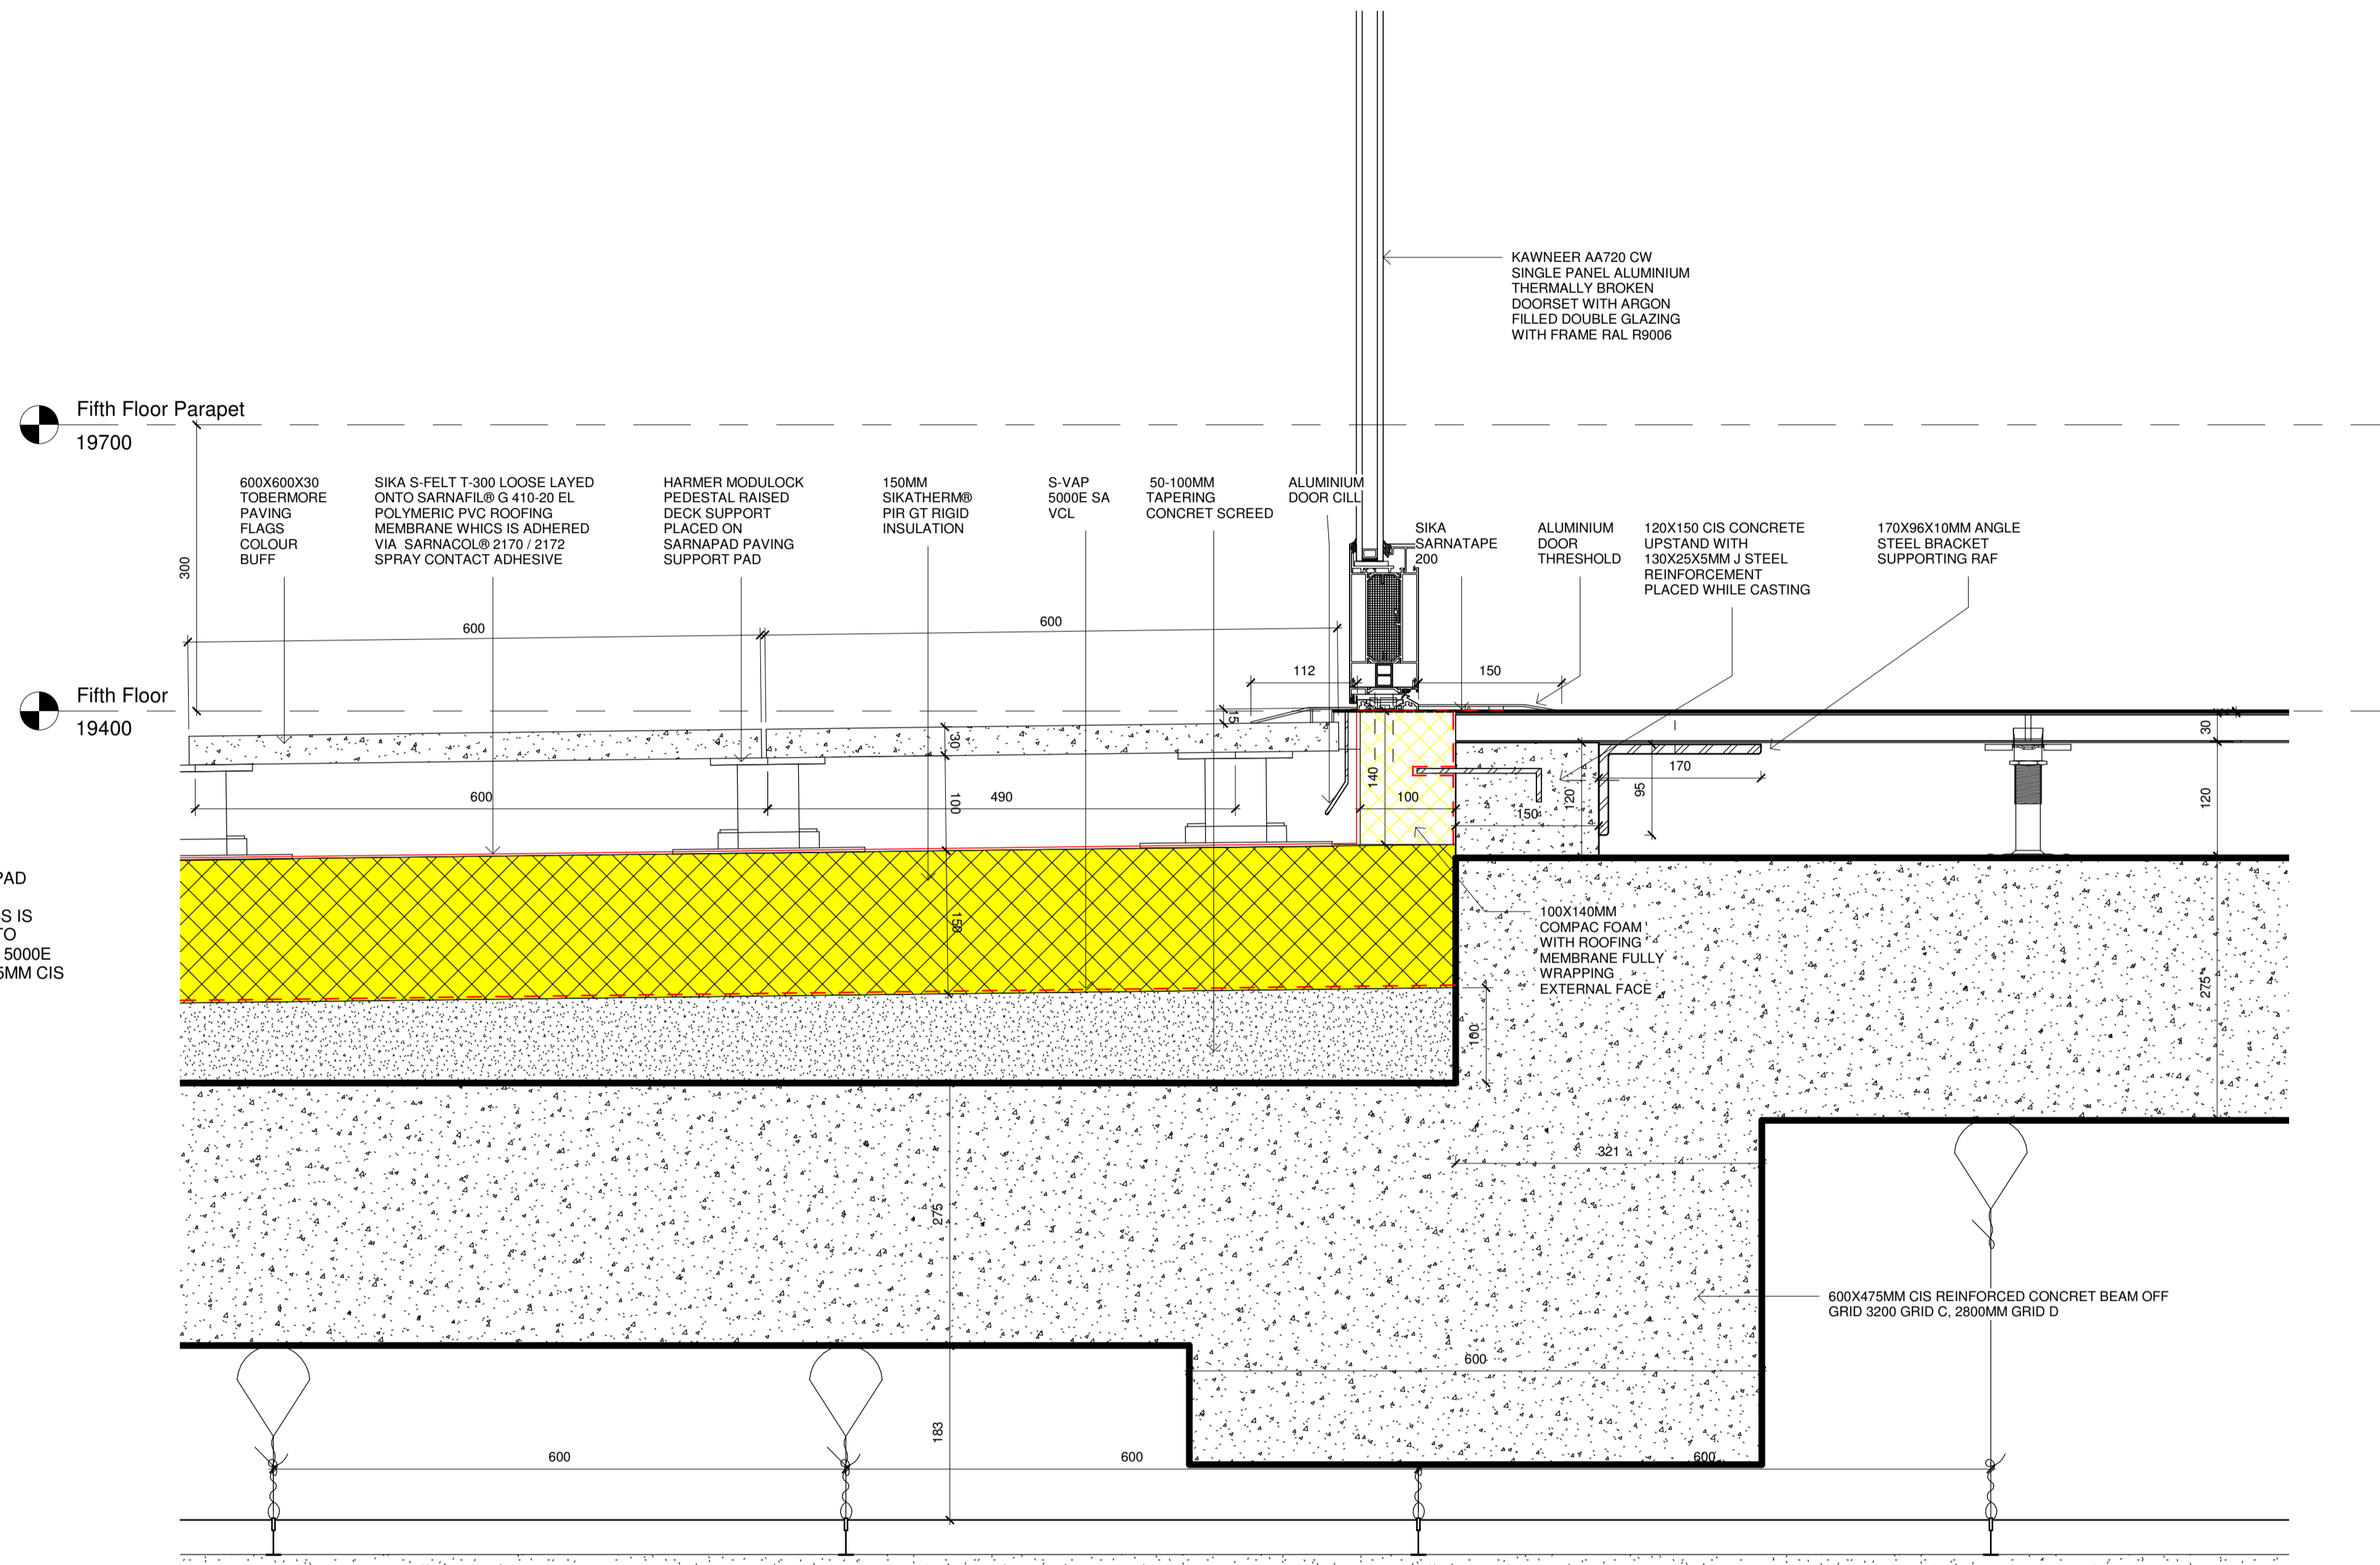 KAWNEER AA720 CW
SINGLE PANEL ALUMINIUM
THERMALLY BROKEN
DOORSET WITH ARGON
FILLED DOUBLE GLAZING
WITH FRAME RAL R9006
Fifth Floor Parapet
19700
600X600X30
TOBERMORE
PAVING
FLAGS
COLOUR
BUFF
SIKA S-FELT T-300 LOOSE LAYED
ONTO SARNAFIL® G 410-20 EL
POLYMERIC PVC ROOFING
MEMBRANE WHICS IS ADHERED
VIA SARNACOL® 2170 / 2172
SPRAY CONTACT ADHESIVE
HARMER MODULOCK
PEDESTAL RAISED
DECK SUPPORT
PLACED ON
SARNAPAD PAVING
SUPPORT PAD
150MM
SIKATHERM®
PIR GT RIGID
INSULATION
S-VAP
5000E SA
VCL
50-100MM
TAPERING
CONCRET SCREED
ALUMINIUM
DOOR CILL
SIKA
SARNATAPE
200
ALUMINIUM
DOOR
THRESHOLD
120X150 CIS CONCRETE
UPSTAND WITH
130X25X5MM J STEEL
REINFORCEMENT
PLACED WHILE CASTING
170X96X10MM ANGLE
STEEL BRACKET
SUPPORTING RAF
300
600
600
112
150
Fifth Floor
19400
15
30
30
140
170
600
490
100
100
120
95
120
150
PAD
S IS
TO
5000E
5MM CIS
150
100X140MM
COMPAC FOAM
WITH ROOFING
MEMBRANE FULLY
WRAPPING
EXTERNAL FACE
275
100
321
275
600X475MM CIS REINFORCED CONCRET BEAM OFF
GRID 3200 GRID C, 2800MM GRID D
600
183
600
600
600